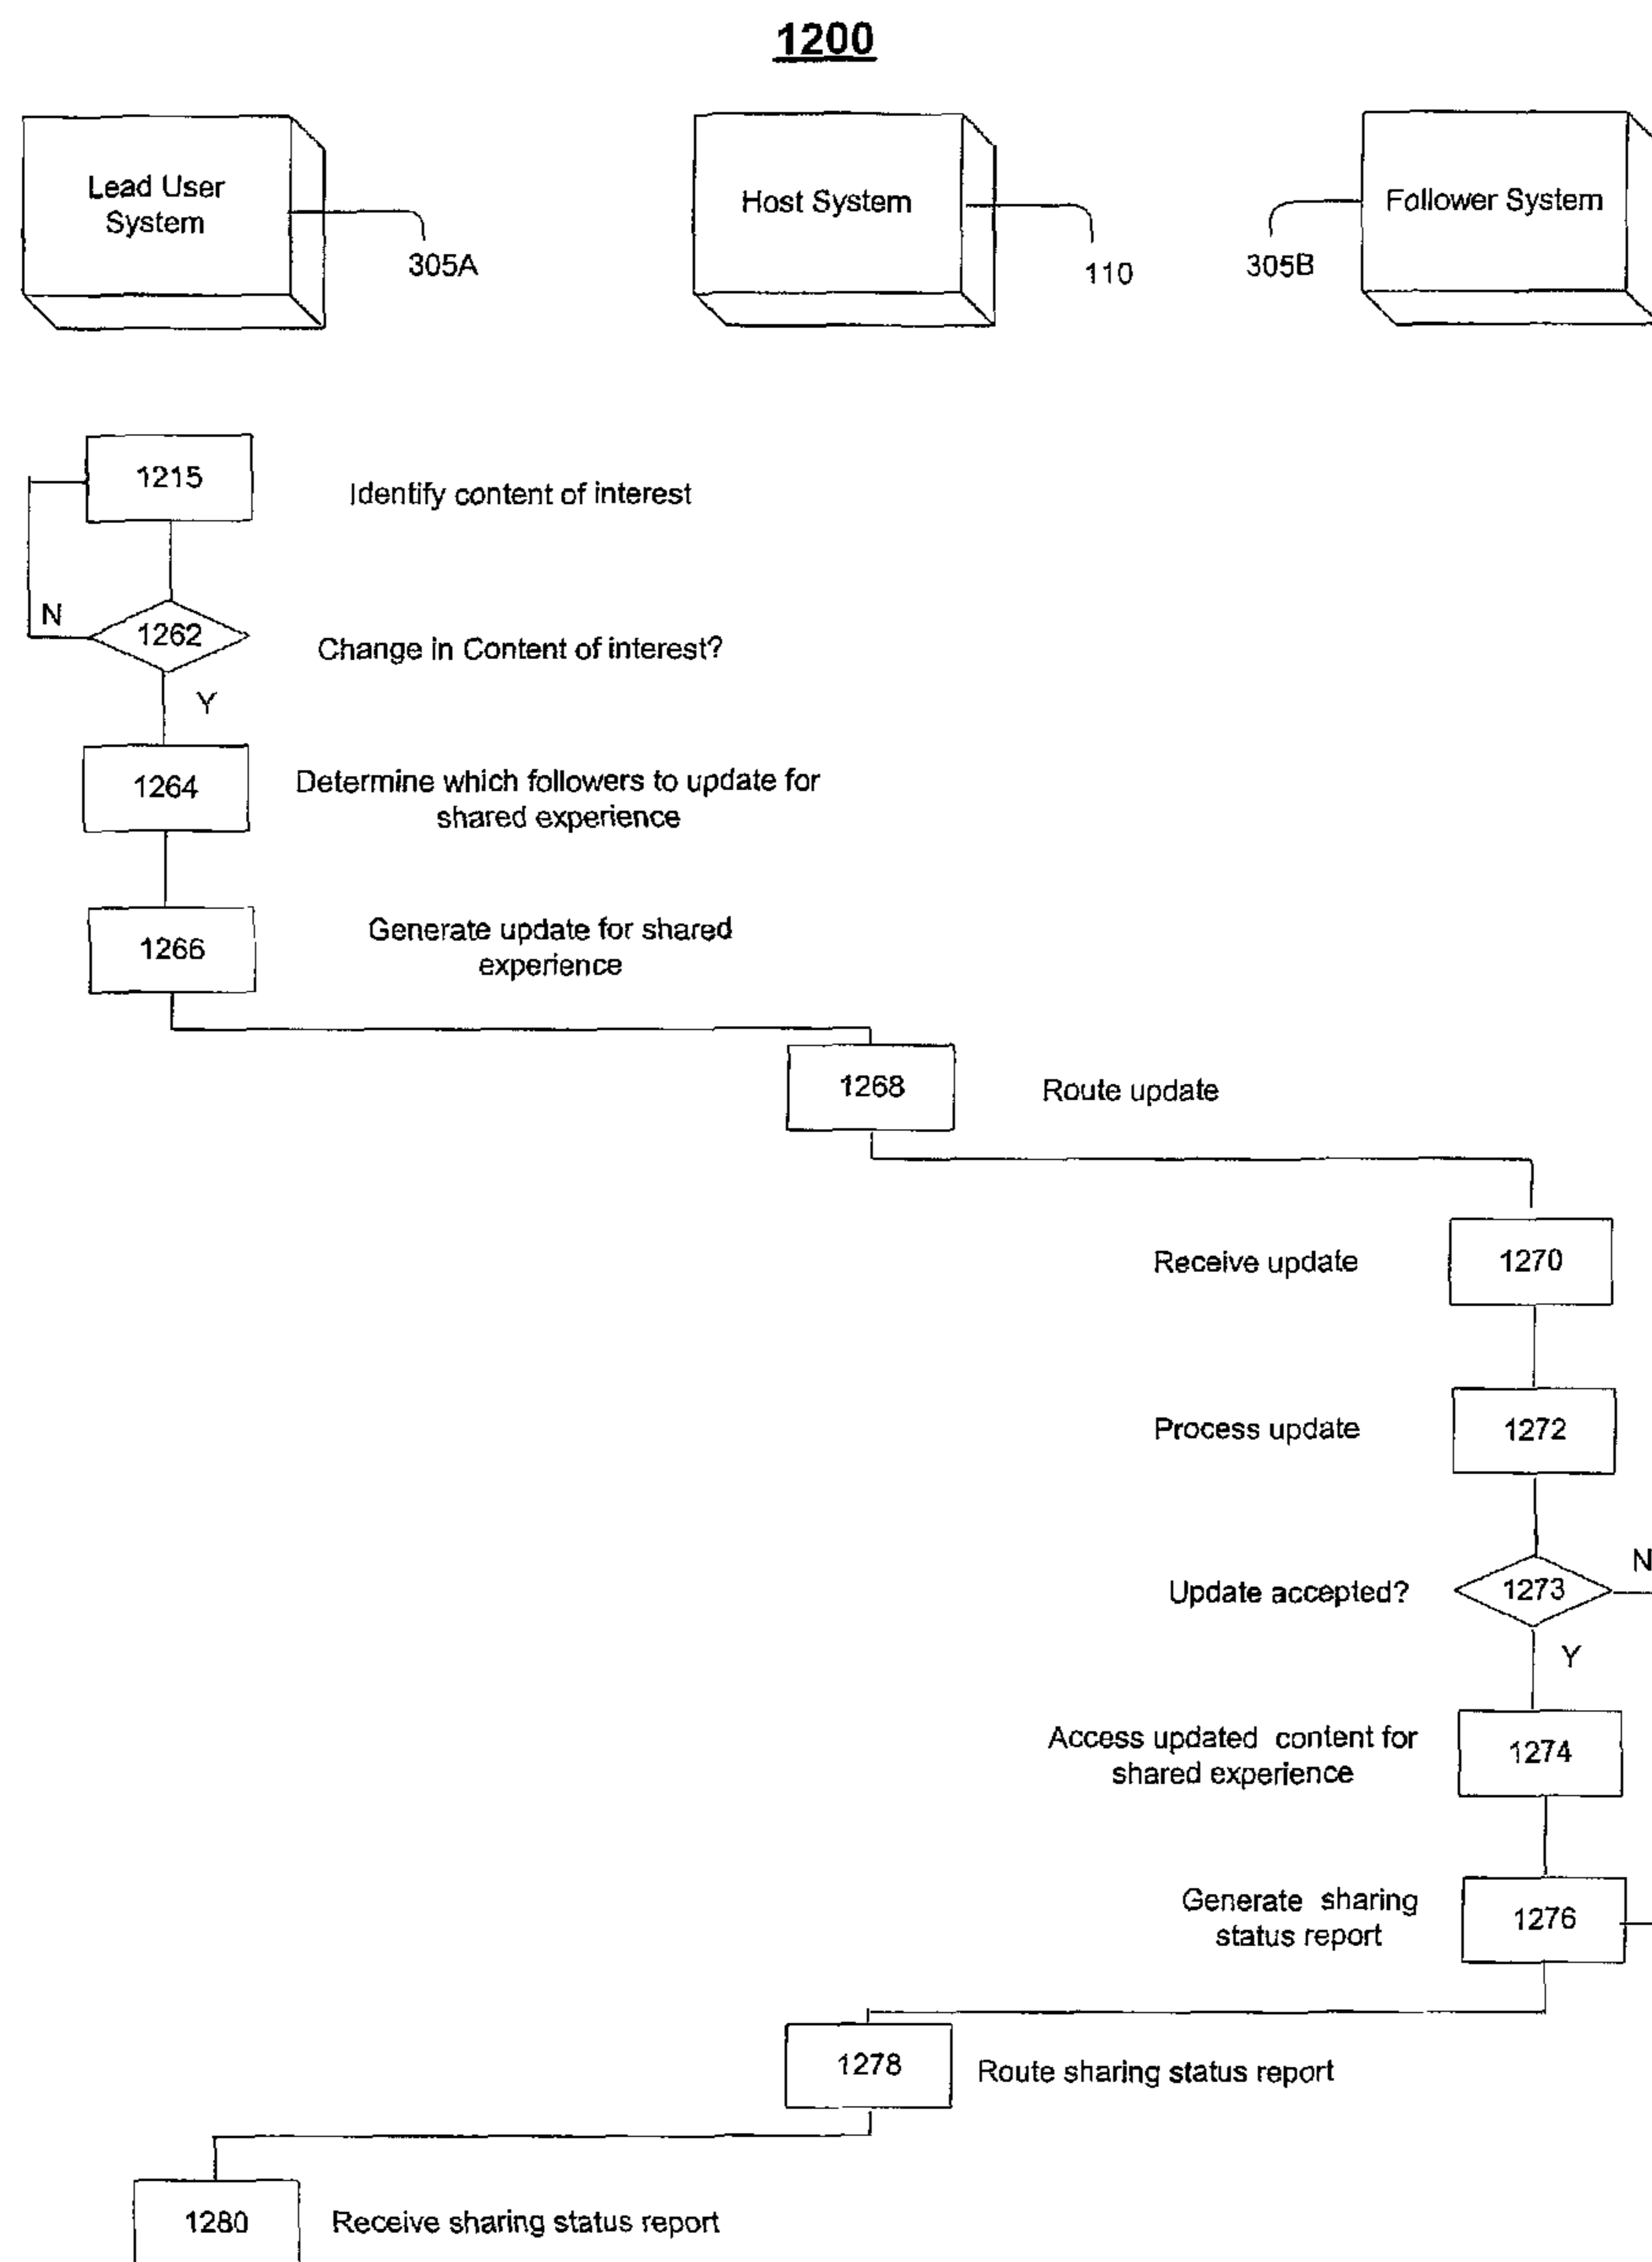 1200
Lead User
System
305A
Host System
110
305B
Follower System
1215
Identify content of interest
N
1262
Change in Content of interest?
Y
1264
Determine which followers to update for
shared experience
1266
Generate update for shared
experience
1268
Route update
Receive update
1270
Process update
1272
Update accepted?
1273
N
Y
Access updated content for
shared experience
1274
Generate sharing
status report
1276
1278
Route sharing status report
1280
Receive sharing status report